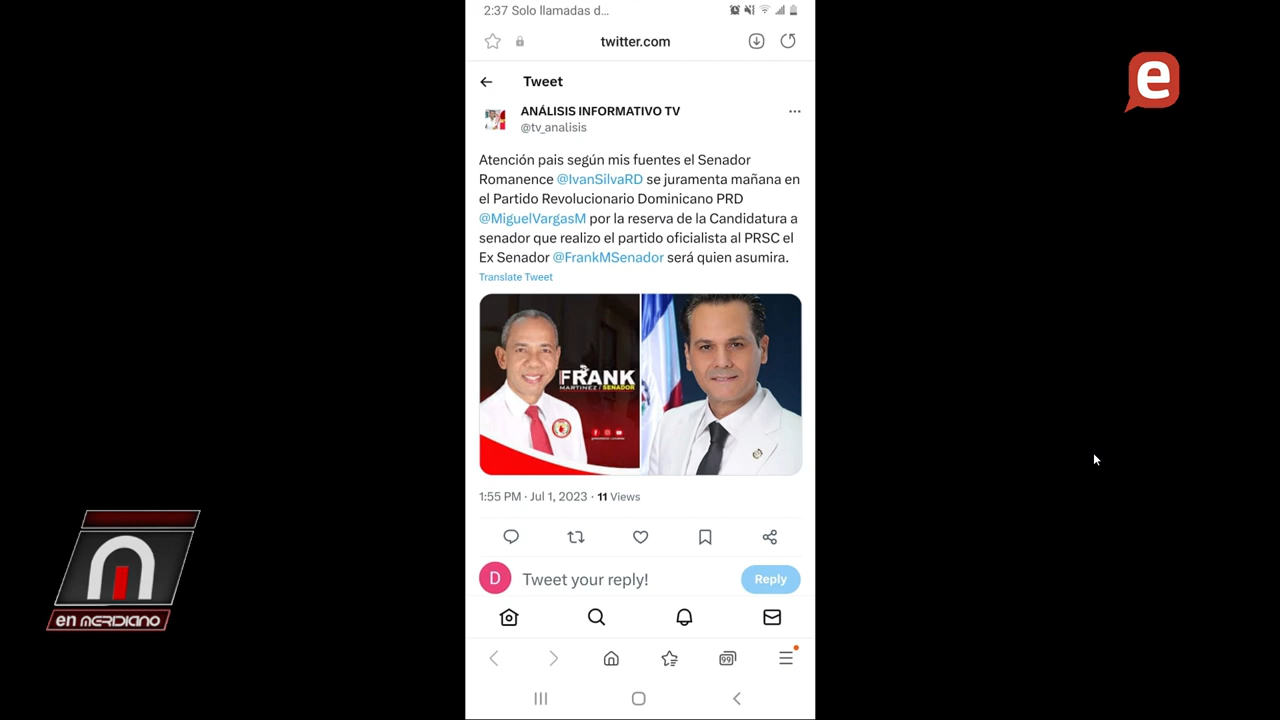 2:37 Solo llamadas d...
twitter.com
e
Tweet
ANÁLISIS INFORMATIVO TV
@tv_analisis
Atención pais según mis fuentes el Senador
Romanence @IvanSilvaRD se juramenta mañana en
el Partido Revolucionario Dominicano PRD
@MiguelVargasM por la reserva de la Candidatura a
senador que realizo el partido oficialista al PRSC el
Ex Senador @FrankMSenador será quien asumira.
Translate Tweet
FRANK
MARTINEZ / SENADOR
1:55 PM · Jul 1, 2023 · 11 Views
D Tweet your reply! Reply
en MERIDIANO
99